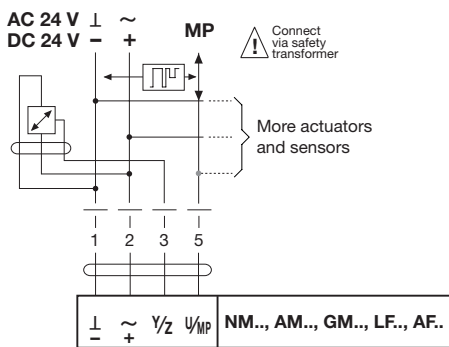 AC 24 V ⊥ ~
DC 24 V − +
MP
Connect
via safety
transformer
More actuators
and sensors
1 2 3 5
⊥ ~ Y/Z U/MP NM.., AM.., GM.., LF.., AF..
− +